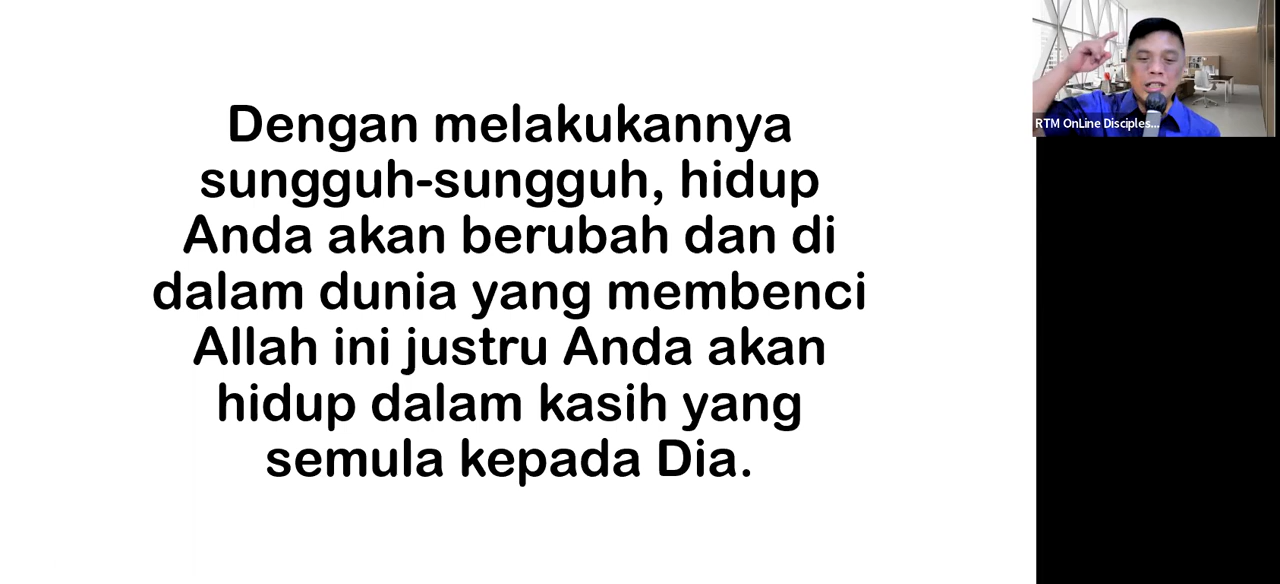 Dengan melakukannya
sungguh-sungguh, hidup
Anda akan berubah dan di
dalam dunia yang membenci
Allah ini justru Anda akan
hidup dalam kasih yang
semula kepada Dia.
RTM OnLine Disciples...